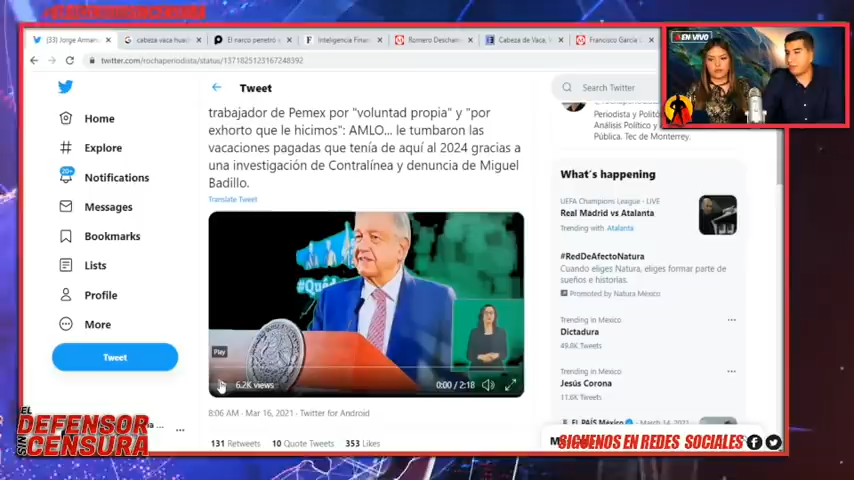 (33) Jorge Arman
cabeza vaca huac
El narco penetró
Inteligencia Finan
Romero Descham
Cabeza de Vaca,
Francisco García
EN VIVO
twitter.com/rochaperiodista/status/1371825123167248392
Home
Explore
20+
Notifications
Messages
Bookmarks
Lists
Profile
More
Tweet
Tweet
trabajador de Pemex por "voluntad propia" y "por
exhorto que le hicimos": AMLO... le tumbaron las
vacaciones pagadas que tenía de aquí al 2024 gracias a
una investigación de Contralínea y denuncia de Miguel
Badillo.
Translate Tweet
Play
6.2K views
0:00 / 2:18
8:06 AM · Mar 16, 2021 · Twitter for Android
131 Retweets
10 Quote Tweets
353 Likes
Search Twitter
Periodista y Polító
Análisis Político y
Pública. Tec de Monterrey.
What's happening
UEFA Champions League · LIVE
Real Madrid vs Atalanta
Trending with Atalanta
#RedDeAfectoNatura
Cuando eliges Natura, eliges formar parte de
sueños e historias.
Promoted by Natura México
Trending in Mexico
Dictadura
49.8K Tweets
Trending in Mexico
Jesús Corona
11.6K Tweets
EL PAÍS México
March 14, 2021
EL
DEFENSOR
SIN
CENSURA
SIGUENOS EN REDES SOCIALES